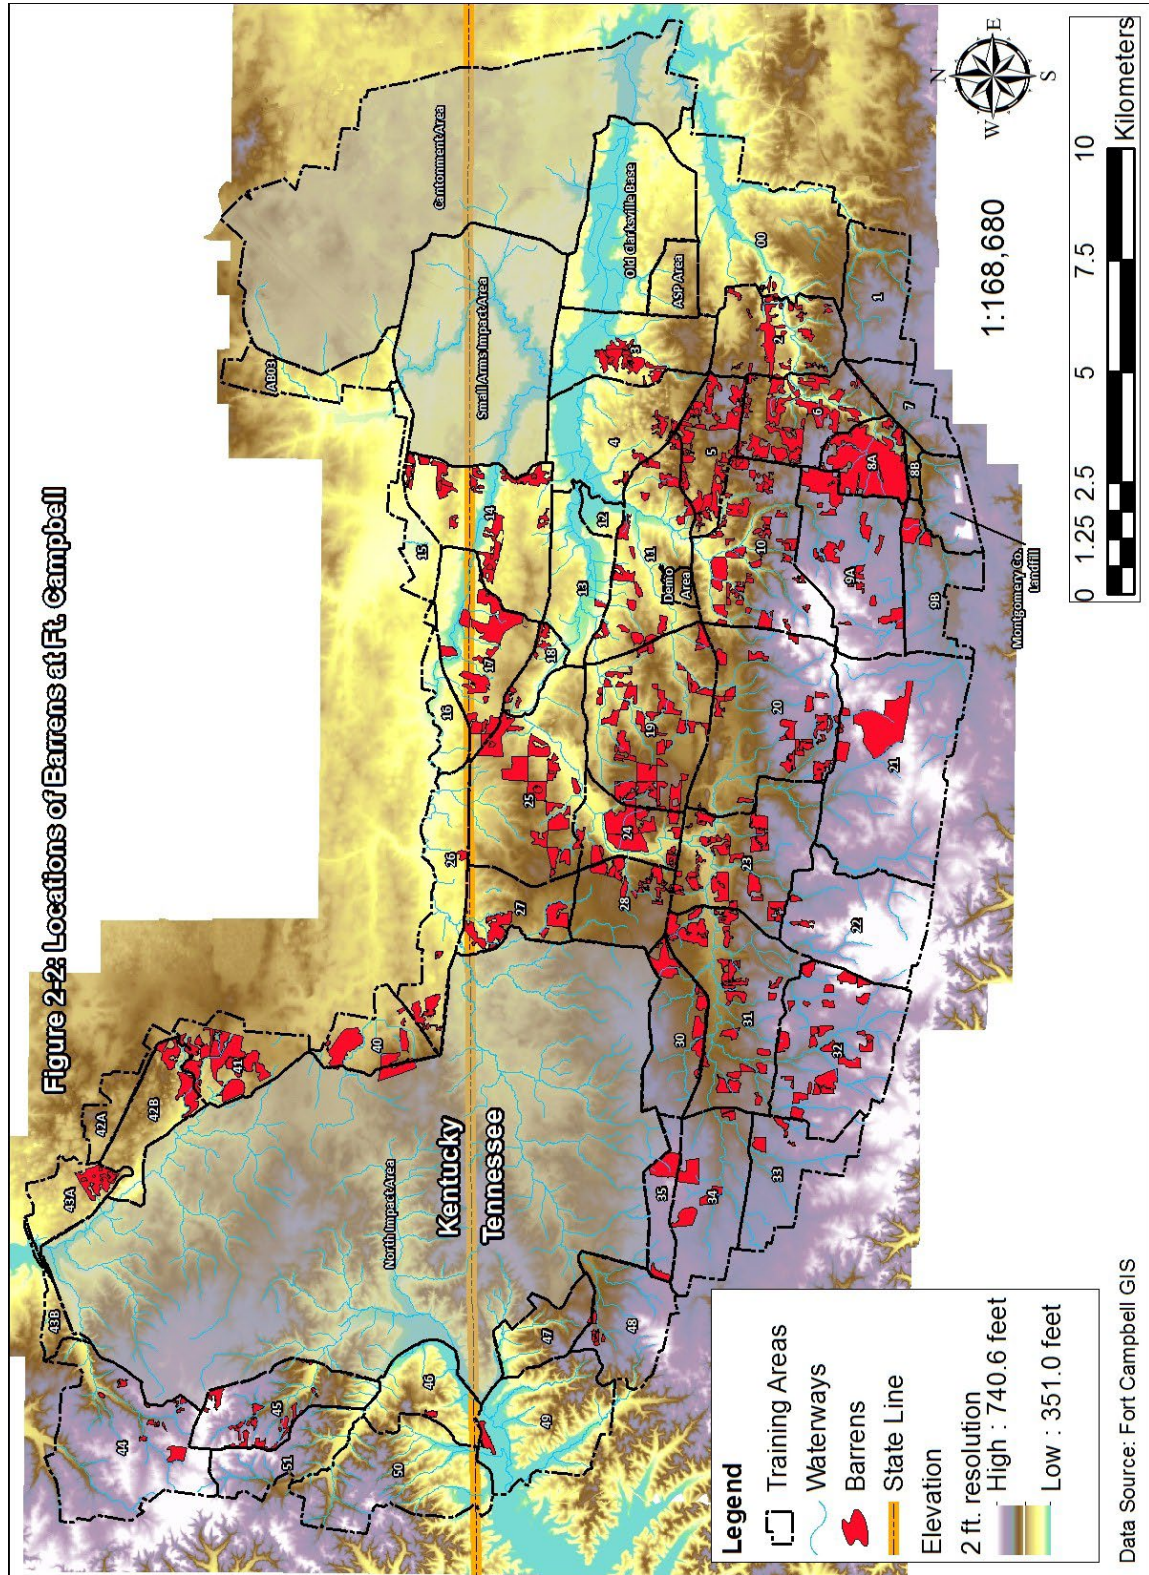 Figure 2-2: Locations of Barrens at Ft. Campbell
43B
43A
42A
42B
41
40
44
45
51
46
50
49
47
48
North Impact Area
Kentucky
Tennessee
35
34
33
30
31
32
26
27
28
25
24
23
22
16
17
18
19
20
21
15
14
13
12
11
Demo
Area
10
9A
9B
8A
8B
Montgomery Co.
Landfill
4
5
3
6
7
2
1
00
AB03
Cantonment Area
Small Arms Impact Area
Old Clarksville Base
ASP Area
Legend
Training Areas
Waterways
Barrens
State Line
Elevation
2 ft. resolution
High : 740.6 feet
Low : 351.0 feet
Data Source: Fort Campbell GIS
1:168,680
N
E
S
W
0 1.25 2.5 5 7.5 10
Kilometers